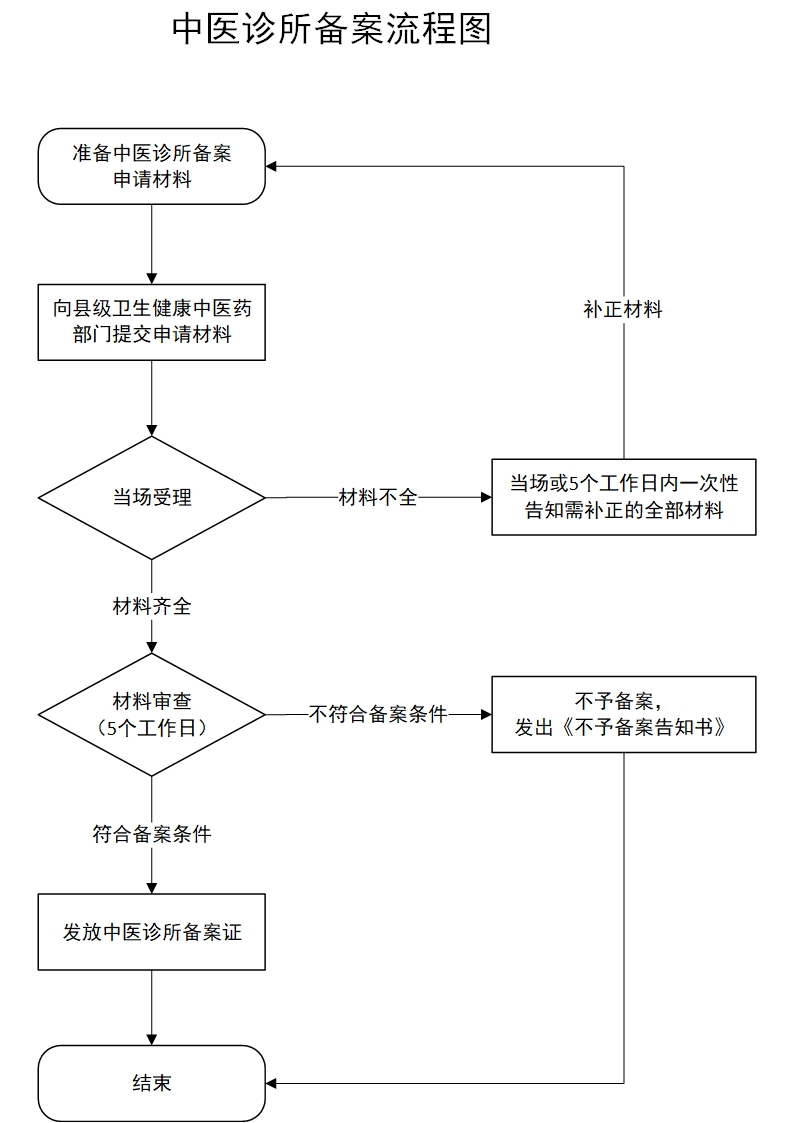 中医诊所备案流程图
准备中医诊所备案
申请材料
向县级卫生健康中医药
部门提交申请材料
补正材料
当场受理
材料不全
当场或5个工作日内一次性
告知需补正的全部材料
材料齐全
材料审查
（5个工作日）
不符合备案条件
不予备案，
发出《不予备案告知书》
符合备案条件
发放中医诊所备案证
结束